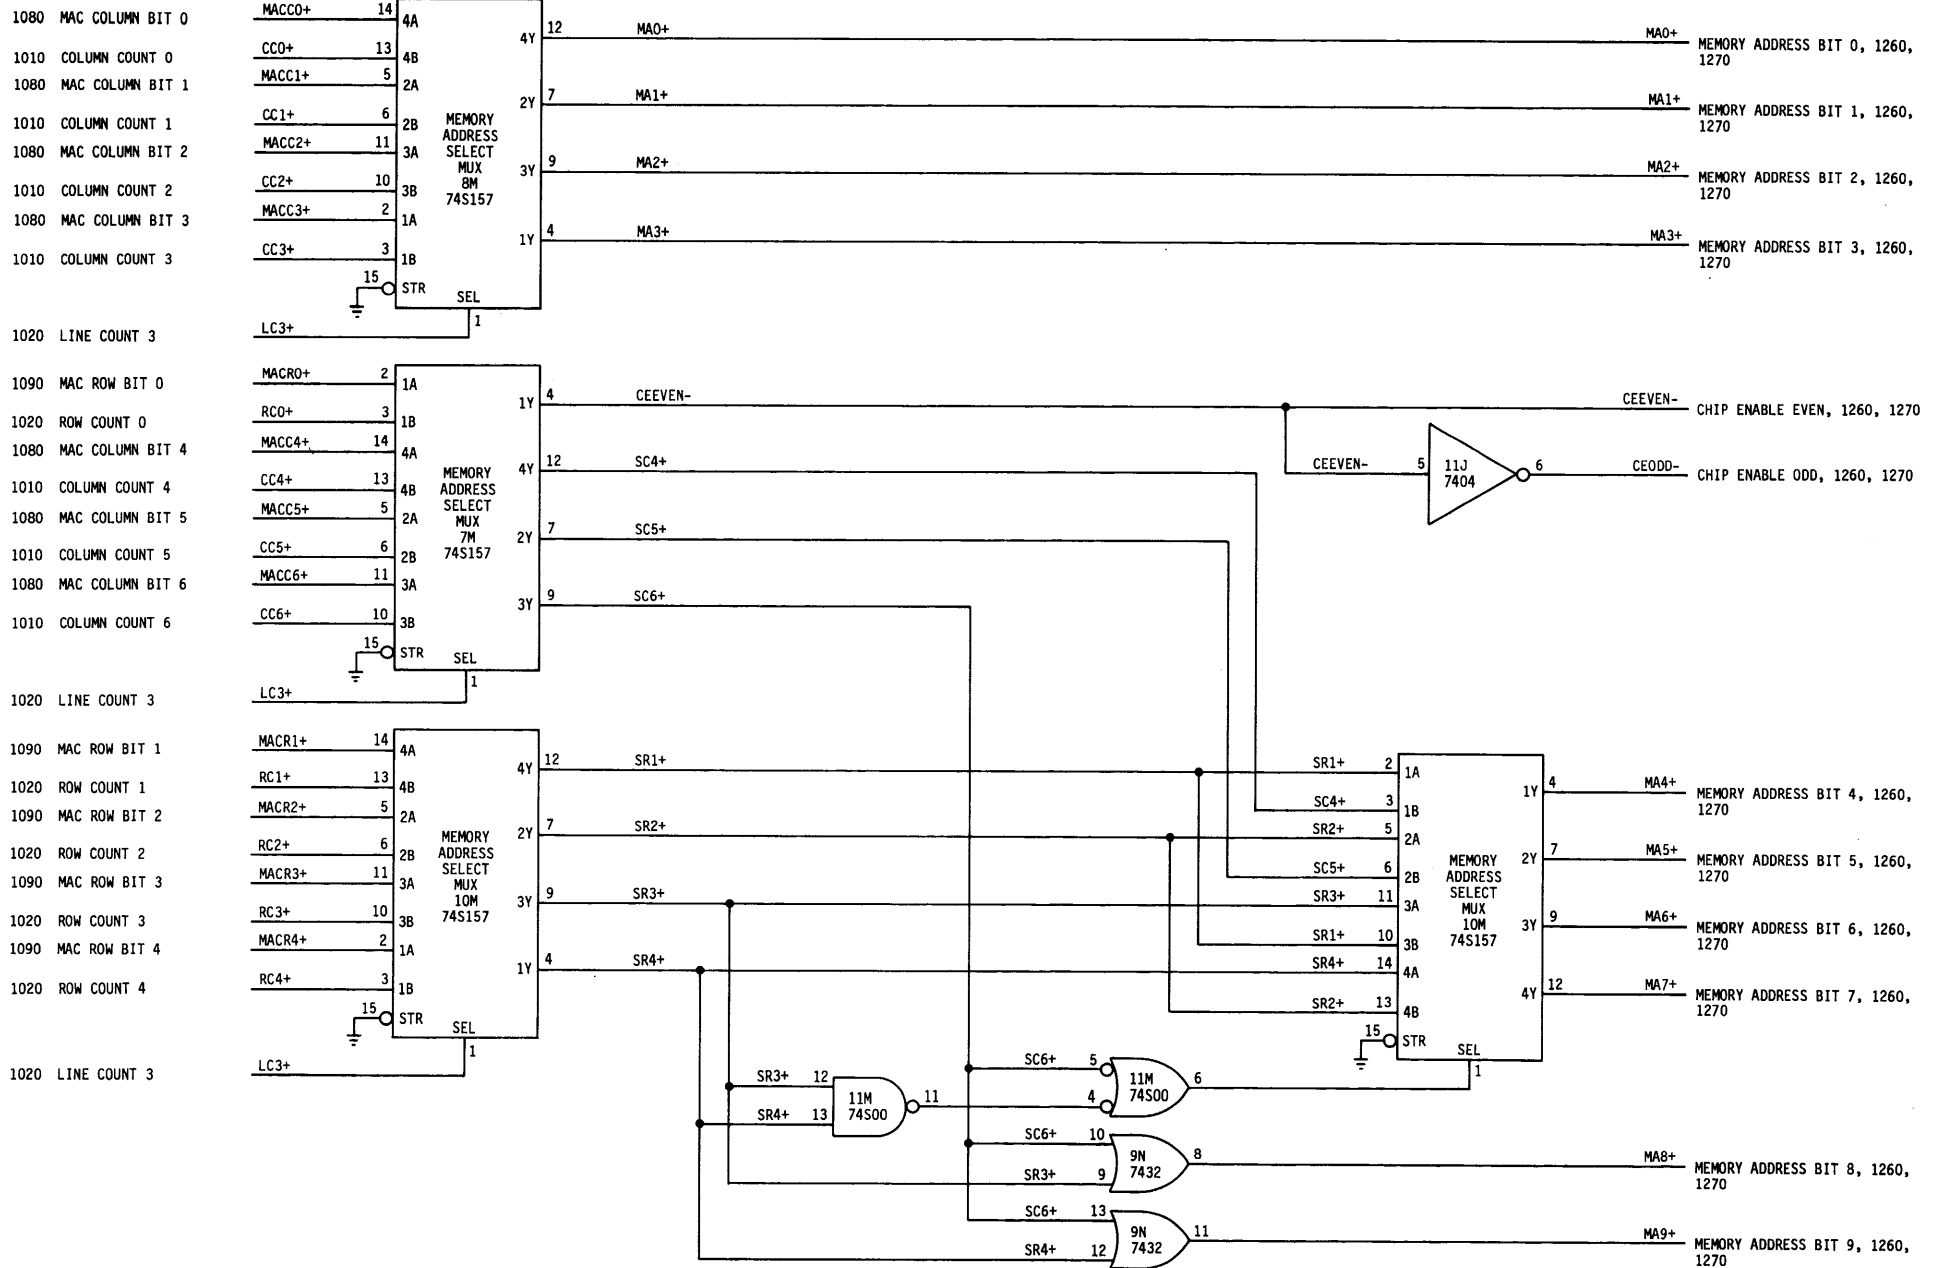 1080 MAC COLUMN BIT 0 MACC0+ 14 4A
1010 COLUMN COUNT 0 CC0+ 13 4B
1080 MAC COLUMN BIT 1 MACC1+ 5 2A
1010 COLUMN COUNT 1 CC1+ 6 2B
1080 MAC COLUMN BIT 2 MACC2+ 11 3A
1010 COLUMN COUNT 2 CC2+ 10 3B
1080 MAC COLUMN BIT 3 MACC3+ 2 1A
1010 COLUMN COUNT 3 CC3+ 3 1B
15 STR
SEL
1
1020 LINE COUNT 3 LC3+
MEMORY
ADDRESS
SELECT
MUX
8M
74S157
4Y 12 MA0+ MA0+ MEMORY ADDRESS BIT 0, 1260,
1270
2Y 7 MA1+ MA1+ MEMORY ADDRESS BIT 1, 1260,
1270
3Y 9 MA2+ MA2+ MEMORY ADDRESS BIT 2, 1260,
1270
1Y 4 MA3+ MA3+ MEMORY ADDRESS BIT 3, 1260,
1270
1090 MAC ROW BIT 0 MACR0+ 2 1A
1020 ROW COUNT 0 RC0+ 3 1B
1080 MAC COLUMN BIT 4 MACC4+ 14 4A
1010 COLUMN COUNT 4 CC4+ 13 4B
1080 MAC COLUMN BIT 5 MACC5+ 5 2A
1010 COLUMN COUNT 5 CC5+ 6 2B
1080 MAC COLUMN BIT 6 MACC6+ 11 3A
1010 COLUMN COUNT 6 CC6+ 10 3B
15 STR
SEL
1
1020 LINE COUNT 3 LC3+
MEMORY
ADDRESS
SELECT
MUX
7M
74S157
1Y 4 CEEVEN- CEEVEN- CHIP ENABLE EVEN, 1260, 1270
CEEVEN- 5 11J 6 CEODD- CHIP ENABLE ODD, 1260, 1270
7404
4Y 12 SC4+
2Y 7 SC5+
3Y 9 SC6+
1090 MAC ROW BIT 1 MACR1+ 14 4A
1020 ROW COUNT 1 RC1+ 13 4B
1090 MAC ROW BIT 2 MACR2+ 5 2A
1020 ROW COUNT 2 RC2+ 6 2B
1090 MAC ROW BIT 3 MACR3+ 11 3A
1020 ROW COUNT 3 RC3+ 10 3B
1090 MAC ROW BIT 4 MACR4+ 2 1A
1020 ROW COUNT 4 RC4+ 3 1B
15 STR
SEL
1
1020 LINE COUNT 3 LC3+
MEMORY
ADDRESS
SELECT
MUX
10M
74S157
4Y 12 SR1+
2Y 7 SR2+
3Y 9 SR3+
1Y 4 SR4+
SR1+ 2 1A
SC4+ 3 1B
SR2+ 5 2A
SC5+ 6 2B
SR3+ 11 3A
SR1+ 10 3B
SR4+ 14 4A
SR2+ 13 4B
15 STR
SEL
1
MEMORY
ADDRESS
SELECT
MUX
10M
74S157
1Y 4 MA4+ MEMORY ADDRESS BIT 4, 1260,
1270
2Y 7 MA5+ MEMORY ADDRESS BIT 5, 1260,
1270
3Y 9 MA6+ MEMORY ADDRESS BIT 6, 1260,
1270
4Y 12 MA7+ MEMORY ADDRESS BIT 7, 1260,
1270
SR3+ 12
SR4+ 13
11M
74S00
11
SC6+ 5
4
11M
74S00
6
SC6+ 10
SR3+ 9
9N
7432
8 MA8+ MEMORY ADDRESS BIT 8, 1260,
1270
SC6+ 13
SR4+ 12
9N
7432
11 MA9+ MEMORY ADDRESS BIT 9, 1260,
1270